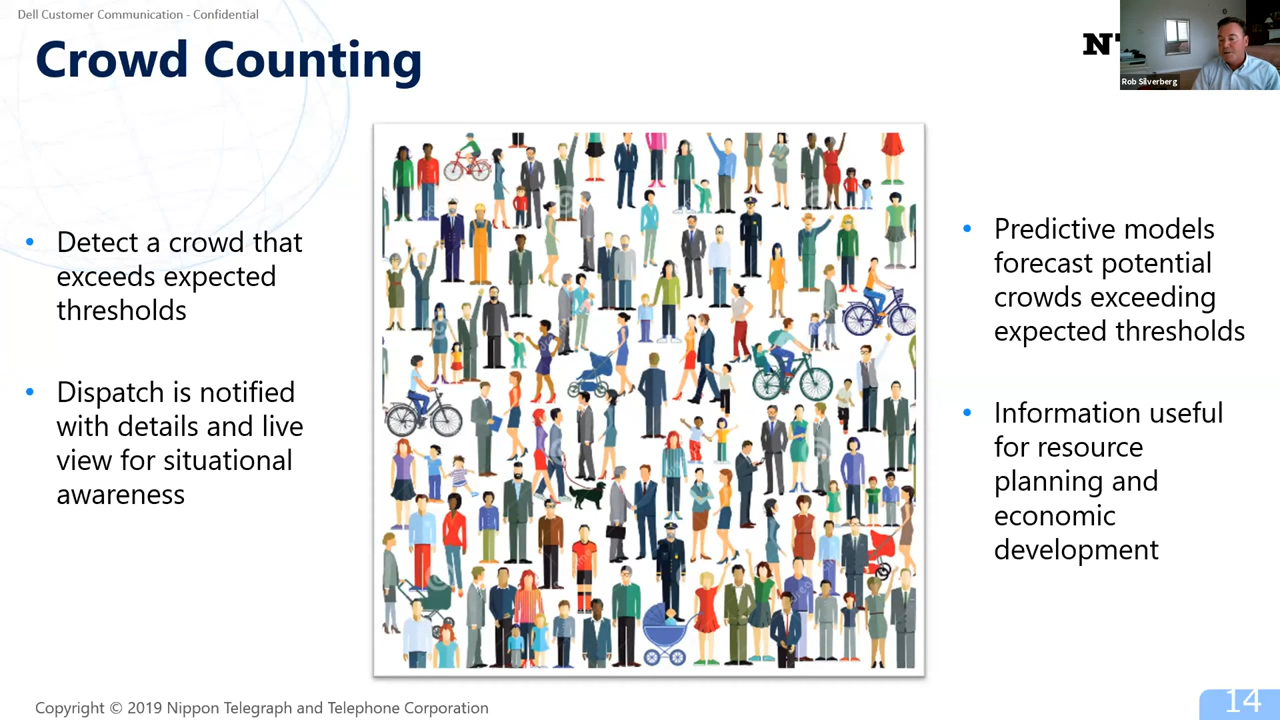 Dell Customer Communication - Confidential
Crowd Counting
Rob Silverberg
• Detect a crowd that
exceeds expected
thresholds
• Dispatch is notified
with details and live
view for situational
awareness
• Predictive models
forecast potential
crowds exceeding
expected thresholds
• Information useful
for resource
planning and
economic
development
Copyright © 2019 Nippon Telegraph and Telephone Corporation
14